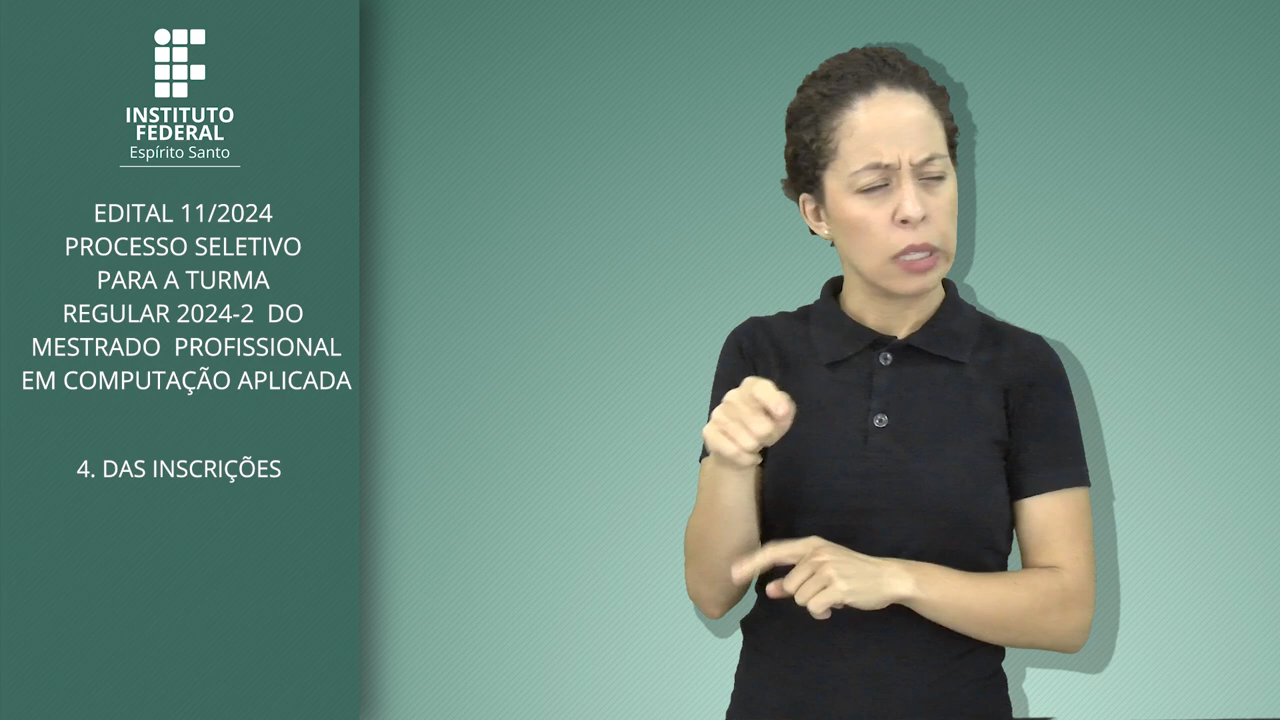 INSTITUTO
FEDERAL
Espírito Santo
EDITAL 11/2024
PROCESSO SELETIVO
PARA A TURMA
REGULAR 2024-2 DO
MESTRADO PROFISSIONAL
EM COMPUTAÇÃO APLICADA
4. DAS INSCRIÇÕES